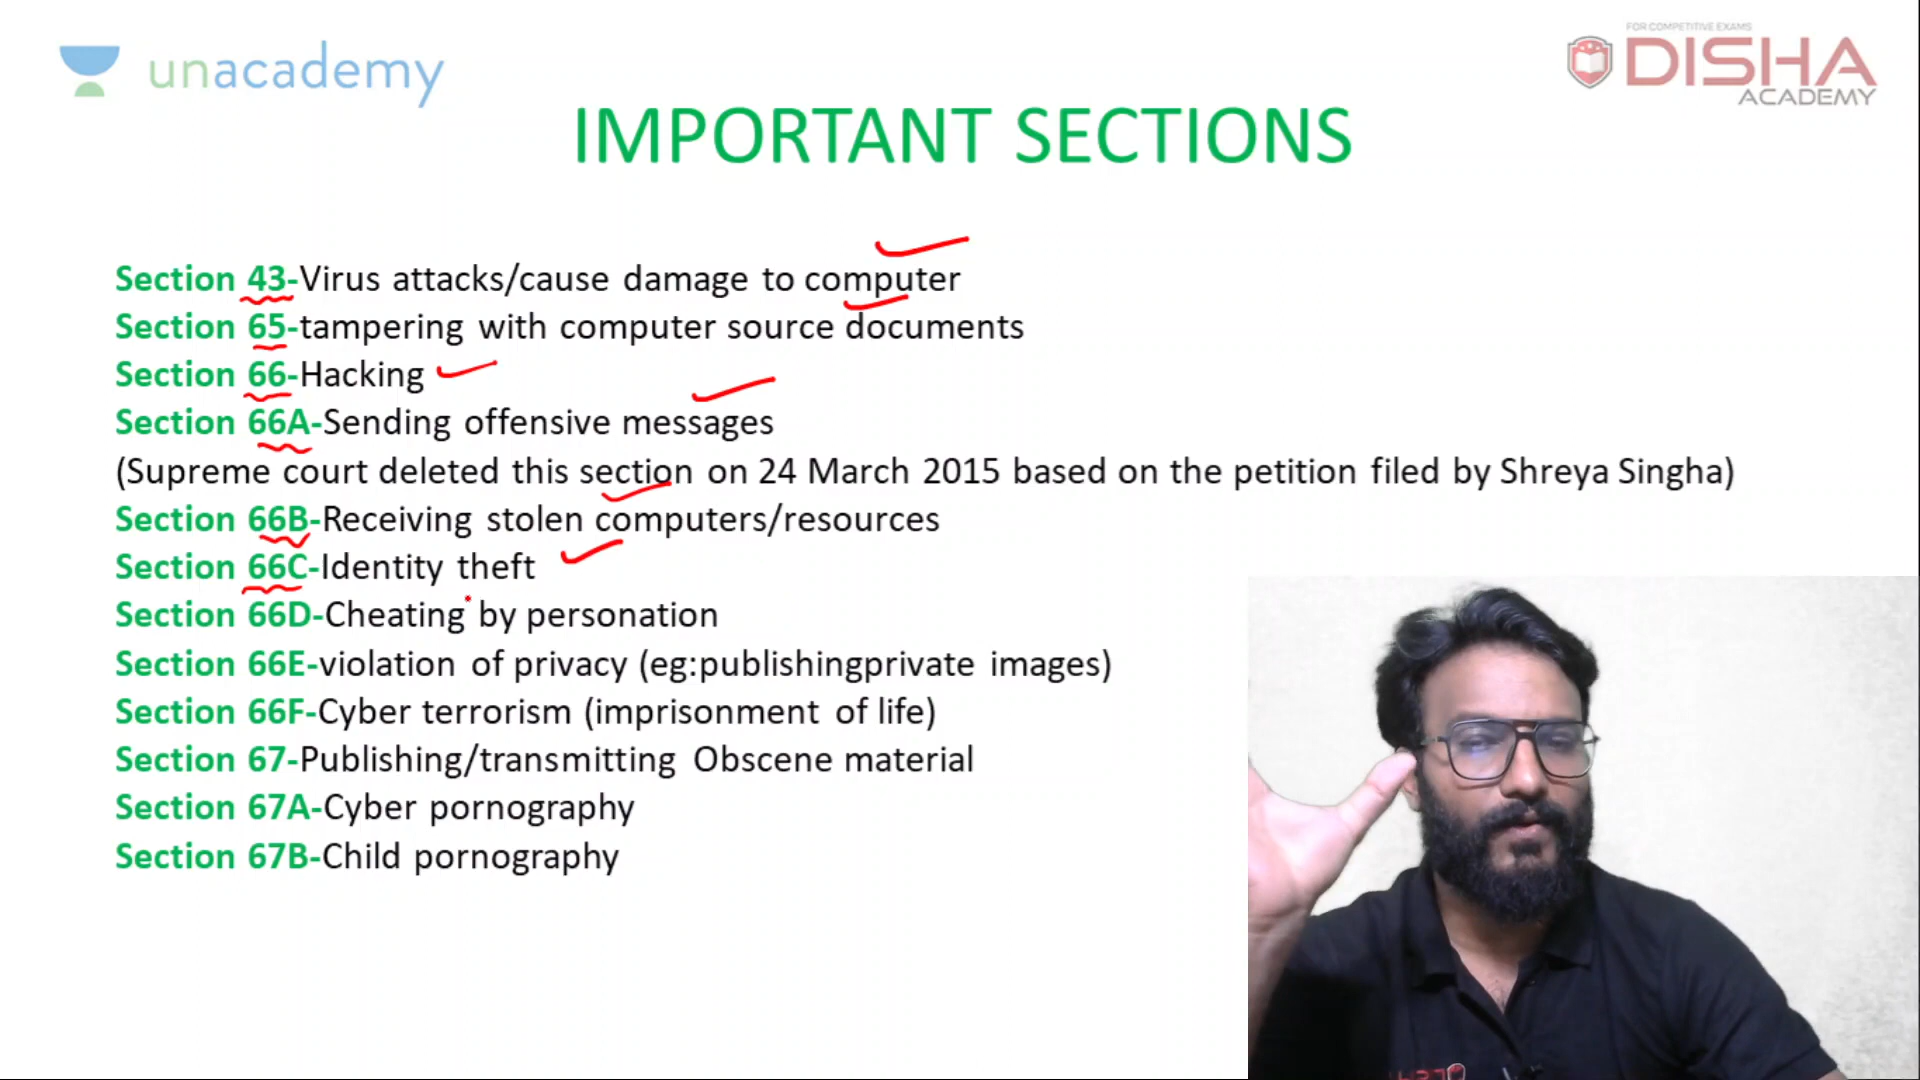 unacademy
FOR COMPETITIVE EXAMS
DISHA
ACADEMY
IMPORTANT SECTIONS
Section 43-Virus attacks/cause damage to computer
Section 65-tampering with computer source documents
Section 66-Hacking
Section 66A-Sending offensive messages
(Supreme court deleted this section on 24 March 2015 based on the petition filed by Shreya Singha)
Section 66B-Receiving stolen computers/resources
Section 66C-Identity theft
Section 66D-Cheating by personation
Section 66E-violation of privacy (eg:publishingprivate images)
Section 66F-Cyber terrorism (imprisonment of life)
Section 67-Publishing/transmitting Obscene material
Section 67A-Cyber pornography
Section 67B-Child pornography